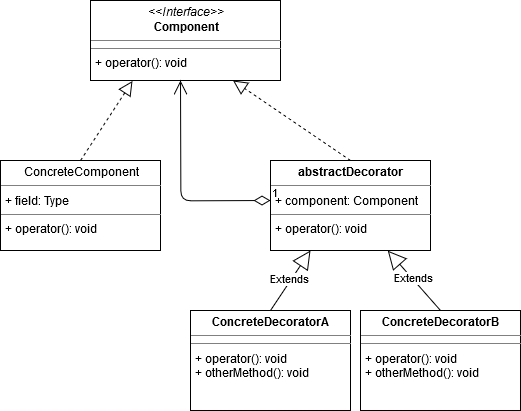 <<Interface>>
Component
+ operator(): void
ConcreteComponent
+ field: Type
+ operator(): void
abstractDecorator
1
+ component: Component
+ operator(): void
Extends
Extends
ConcreteDecoratorA
+ operator(): void
+ otherMethod(): void
ConcreteDecoratorB
+ operator(): void
+ otherMethod(): void